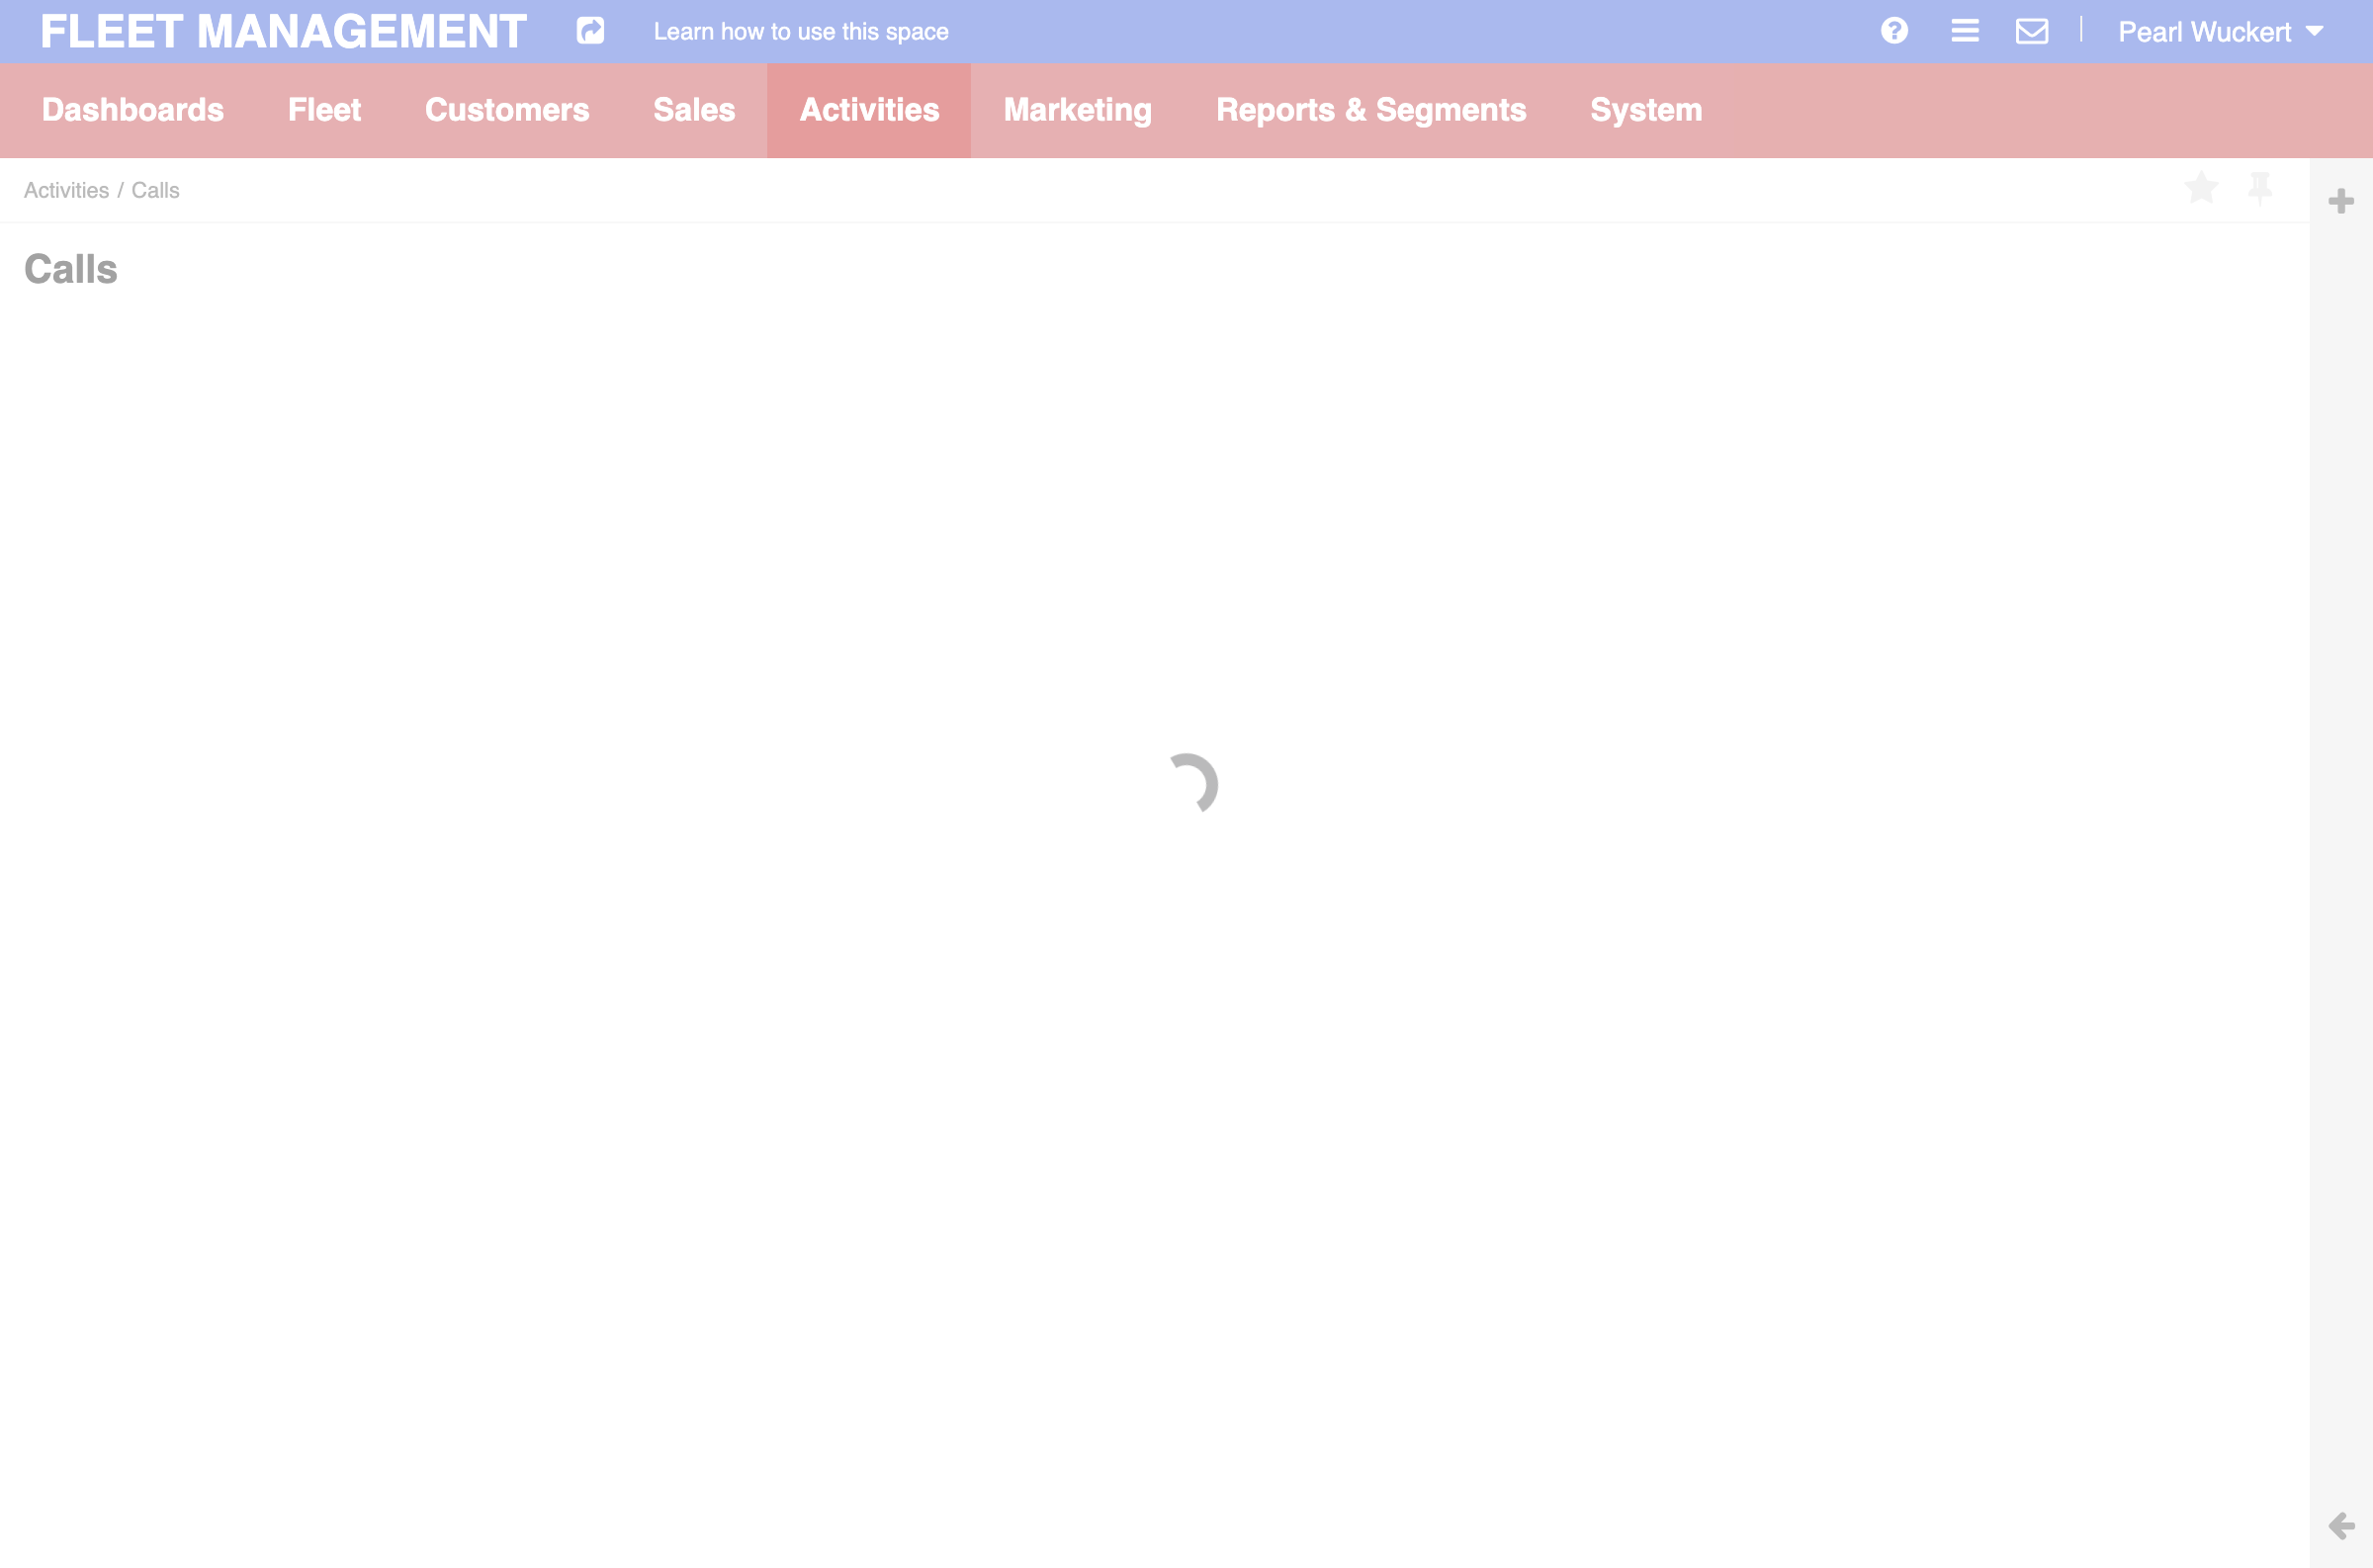 FLEET MANAGEMENT
Learn how to use this space
Pearl Wuckert
Dashboards
Fleet
Customers
Sales
Activities
Marketing
Reports & Segments
System
Activities / Calls
Calls